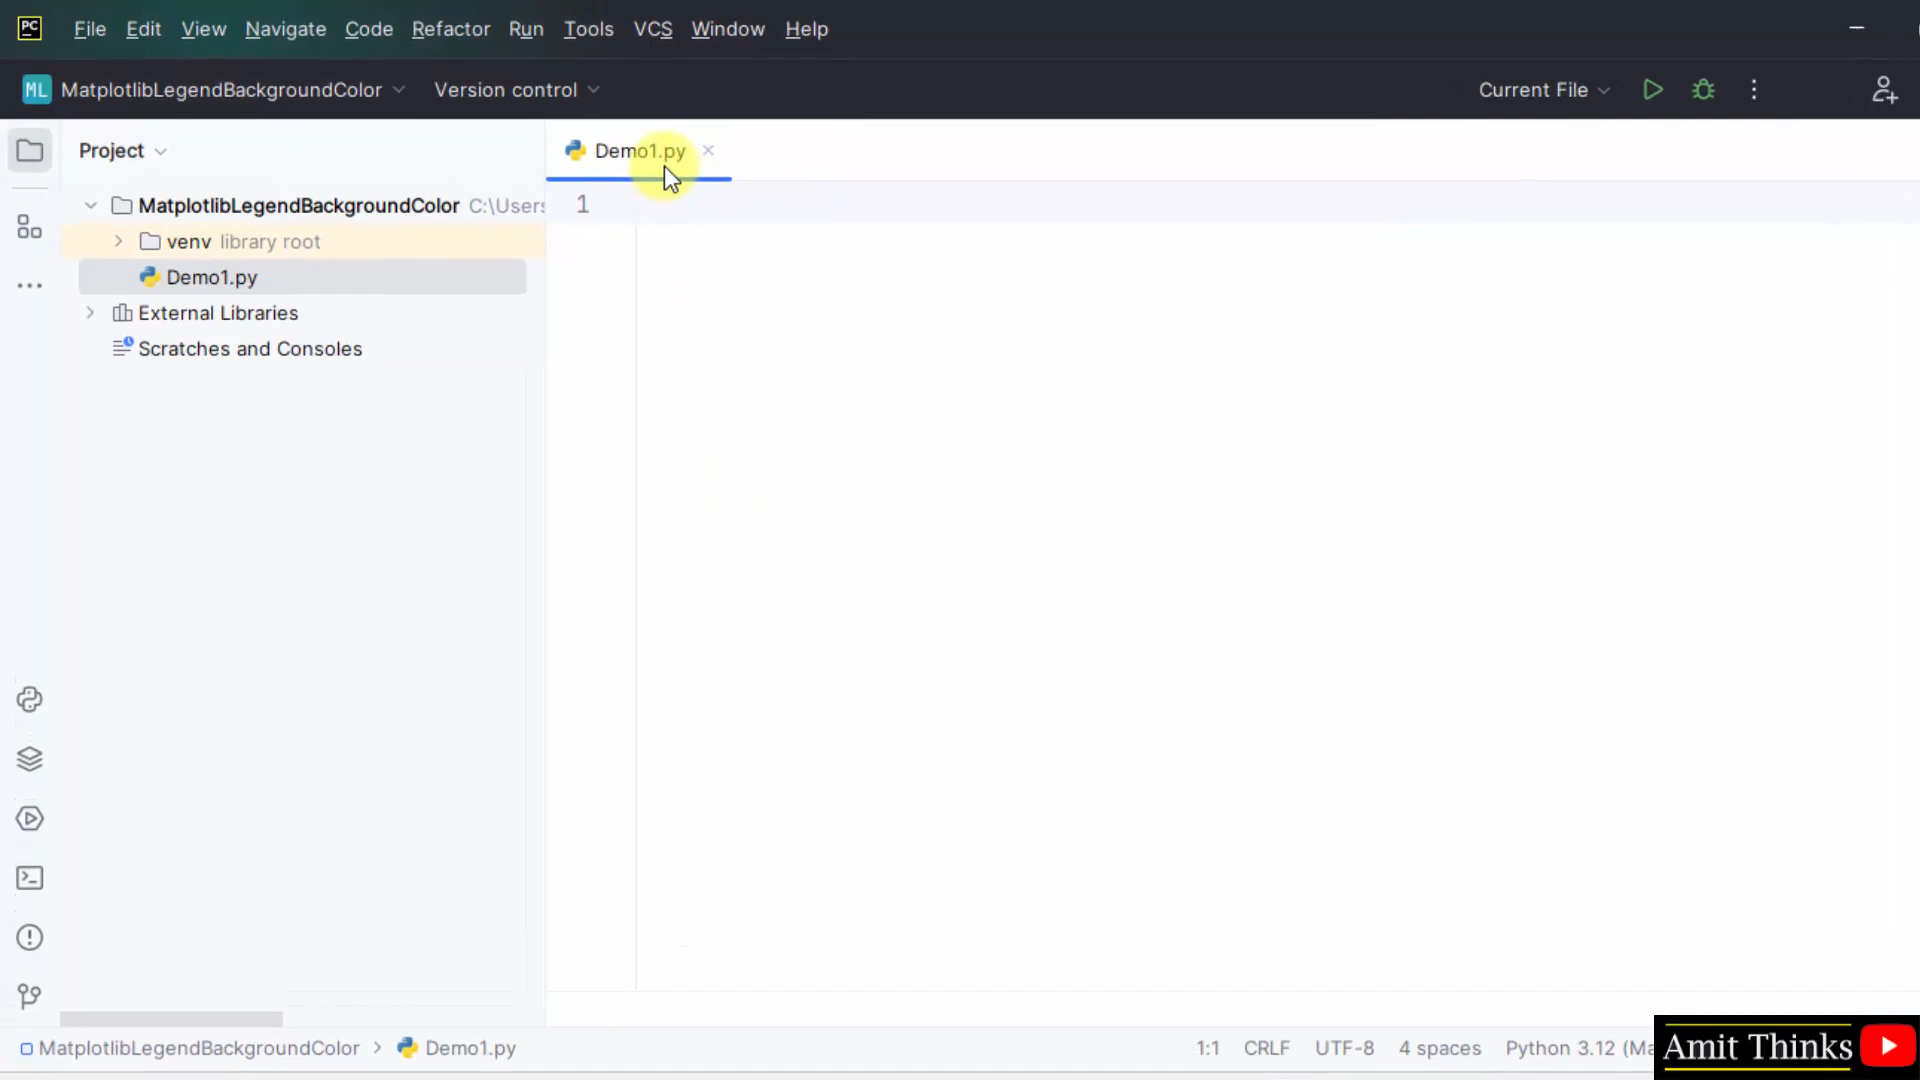 PC File Edit View Navigate Code Refactor Run Tools VCS Window Help
ML MatplotlibLegendBackgroundColor Version control Current File
Project
Demo1.py
MatplotlibLegendBackgroundColor C:\Users
1
venv library root
Demo1.py
External Libraries
Scratches and Consoles
MatplotlibLegendBackgroundColor > Demo1.py 1:1 CRLF UTF-8 4 spaces Python 3.12 (Ma
Amit Thinks